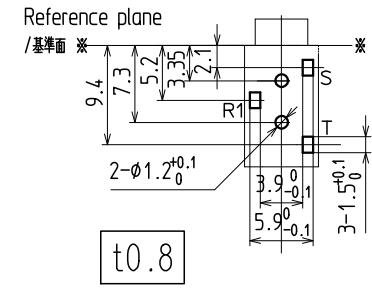 Reference plane
/基準面 ※
※
9.4
7.3
5.2
3.35
2.1
S
R1
T
2-ø1.2 +0.1 0
3.9 0 -0.1
5.9 0 -0.1
3-1.5 +0.1 0
t0.8